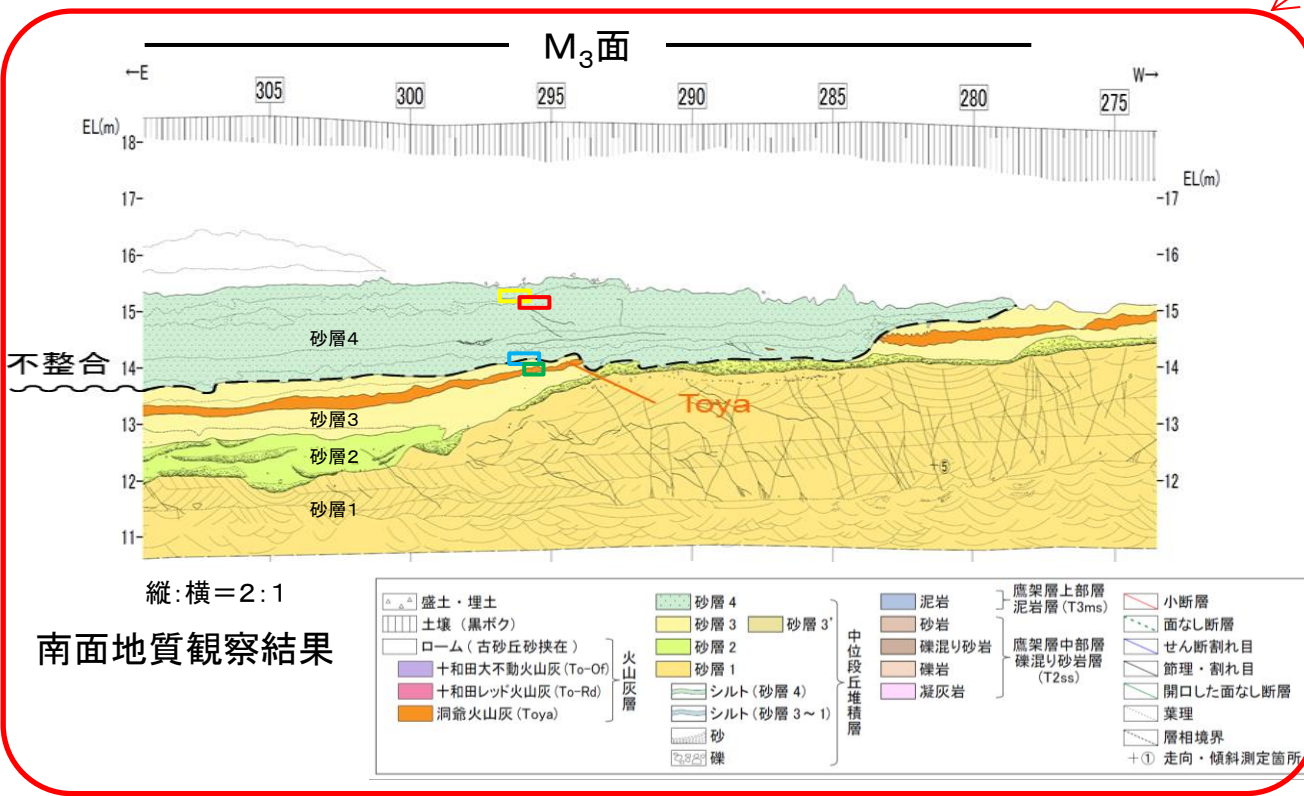 M₃面
←E
W→
305
300
295
290
285
280
275
EL(m)
18
17
16
15
14
13
12
11
EL(m)
17
16
15
14
13
12
砂層4
不整合
Toya
砂層3
砂層2
砂層1
+⑤
縦:横=2:1
南面地質観察結果
盛土・埋土
土壌(黒ボク)
ローム(古砂丘砂挟在)
十和田大不動火山灰(To-Of)
十和田レッド火山灰(To-Rd)
洞爺火山灰(Toya)
火山灰層
砂層4
砂層3
砂層3'
砂層2
砂層1
シルト(砂層4)
シルト(砂層3~1)
砂
礫
中位段丘堆積層
泥岩
鷹架層上部層
泥岩層(T3ms)
砂岩
礫混り砂岩
礫岩
凝灰岩
鷹架層中部層
礫混り砂岩層
(T2ss)
小断層
面なし断層
せん断割れ目
節理・割れ目
開口した面なし断層
葉理
層相境界
+① 走向・傾斜測定箇所